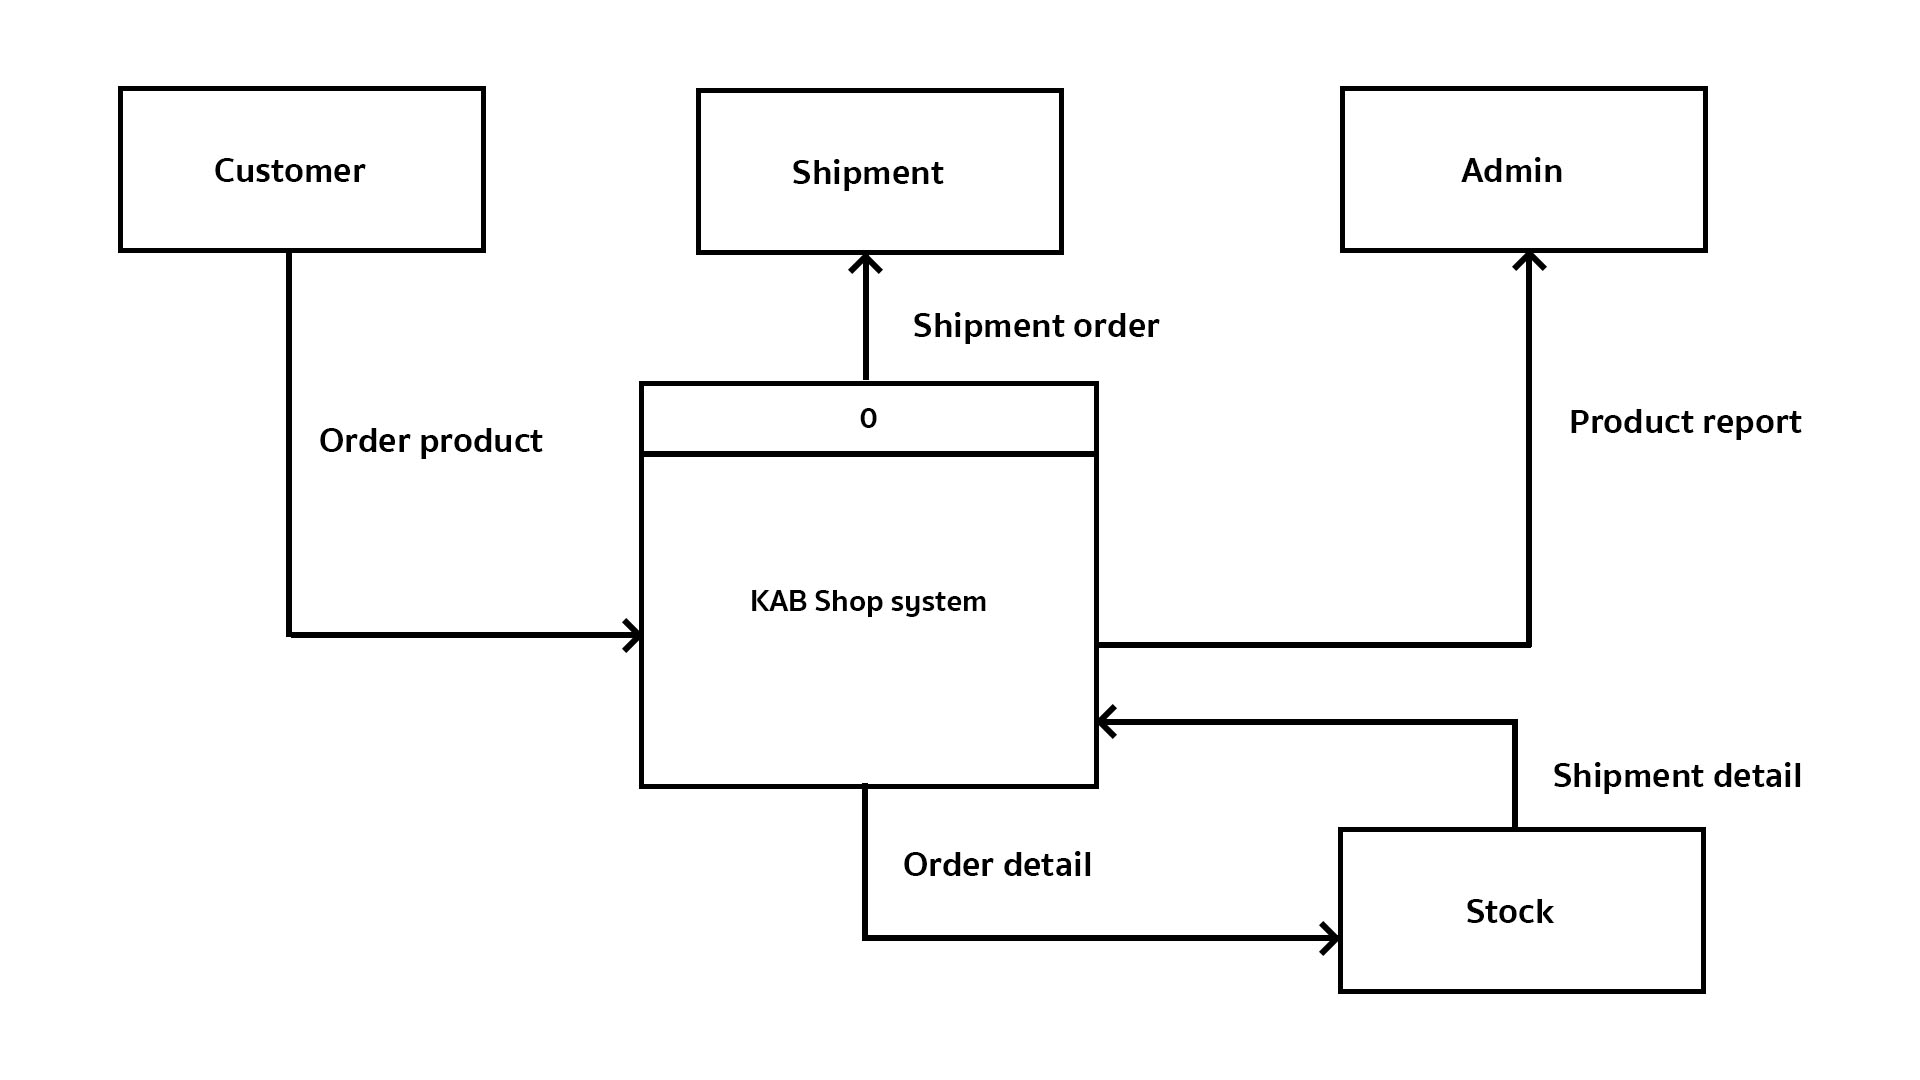 Customer
Shipment
Admin
Shipment order
0
Product report
Order product
KAB Shop system
Shipment detail
Order detail
Stock